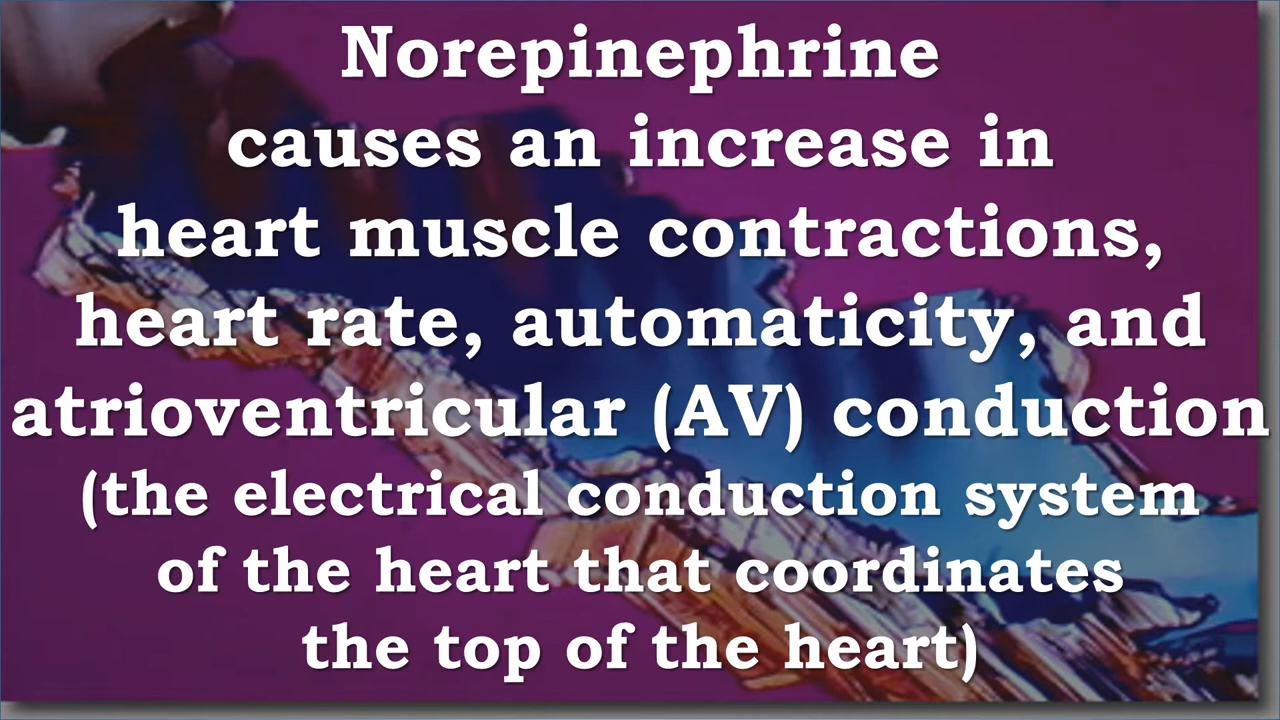 Norepinephrine
causes an increase in
heart muscle contractions,
heart rate, automaticity, and
atrioventricular (AV) conduction
(the electrical conduction system
of the heart that coordinates
the top of the heart)